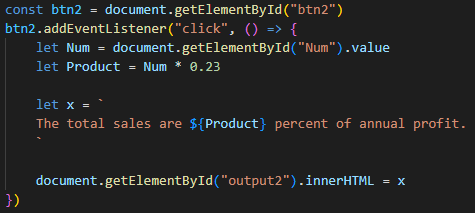 const btn2 = document.getElementById("btn2")
btn2.addEventListener("click", () => {
    let Num = document.getElementById("Num").value
    let Product = Num * 0.23

    let x = `
    The total sales are ${Product} percent of annual profit.
    `

    document.getElementById("output2").innerHTML = x
})